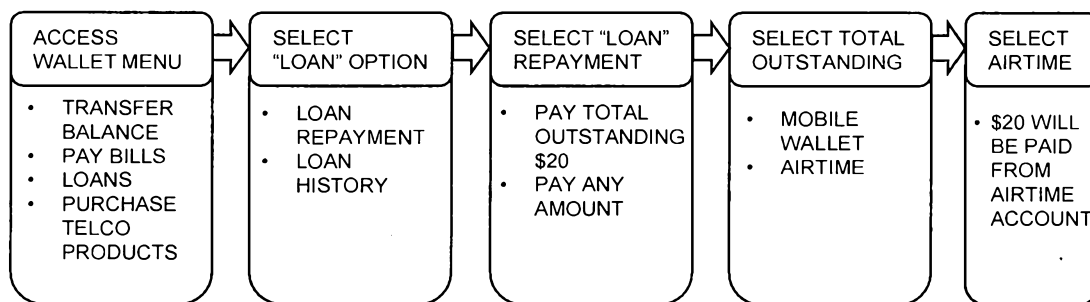 ACCESS
WALLET MENU
• TRANSFER
BALANCE
• PAY BILLS
• LOANS
• PURCHASE
TELCO
PRODUCTS
SELECT
"LOAN" OPTION
• LOAN
REPAYMENT
• LOAN
HISTORY
SELECT "LOAN"
REPAYMENT
• PAY TOTAL
OUTSTANDING
$20
• PAY ANY
AMOUNT
SELECT TOTAL
OUTSTANDING
• MOBILE
WALLET
• AIRTIME
SELECT
AIRTIME
• $20 WILL
BE PAID
FROM
AIRTIME
ACCOUNT